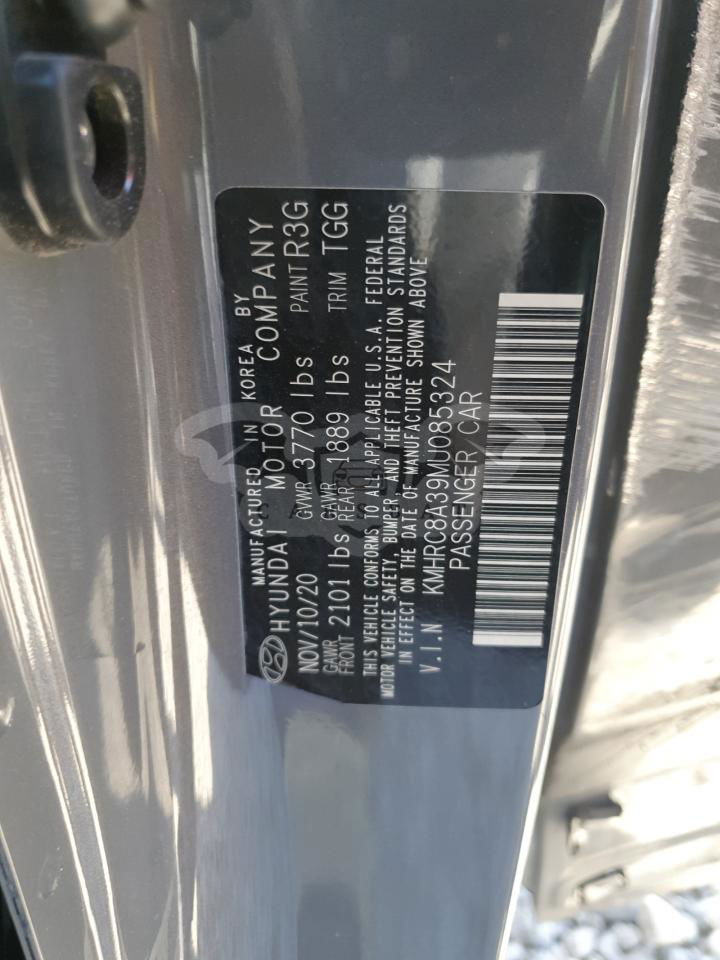 MANUFACTURED IN KOREA BY
HYUNDAI MOTOR COMPANY
NOV/10/20 GVWR 3770 lbs PAINT R3G
GAWR FRONT 2101 lbs GAWR REAR 1889 lbs TRIM TGG
THIS VEHICLE CONFORMS TO ALL APPLICABLE U.S.A. FEDERAL
MOTOR VEHICLE SAFETY, BUMPER, AND THEFT PREVENTION STANDARDS
IN EFFECT ON THE DATE OF MANUFACTURE SHOWN ABOVE
V.I.N KMHRC8A39MU085324
PASSENGER CAR